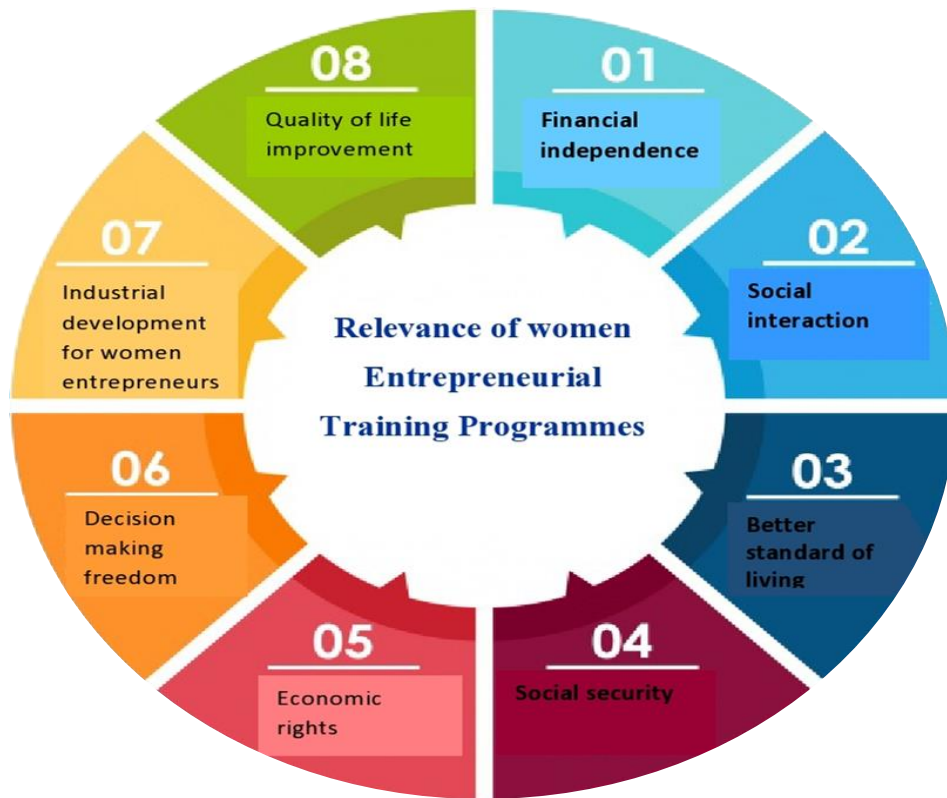 Relevance of women
Entrepreneurial
Training Programmes
01
Financial
independence
02
Social
interaction
03
Better
standard of
living
04
Social security
05
Economic
rights
06
Decision
making
freedom
07
Industrial
development
for women
entrepreneurs
08
Quality of life
improvement